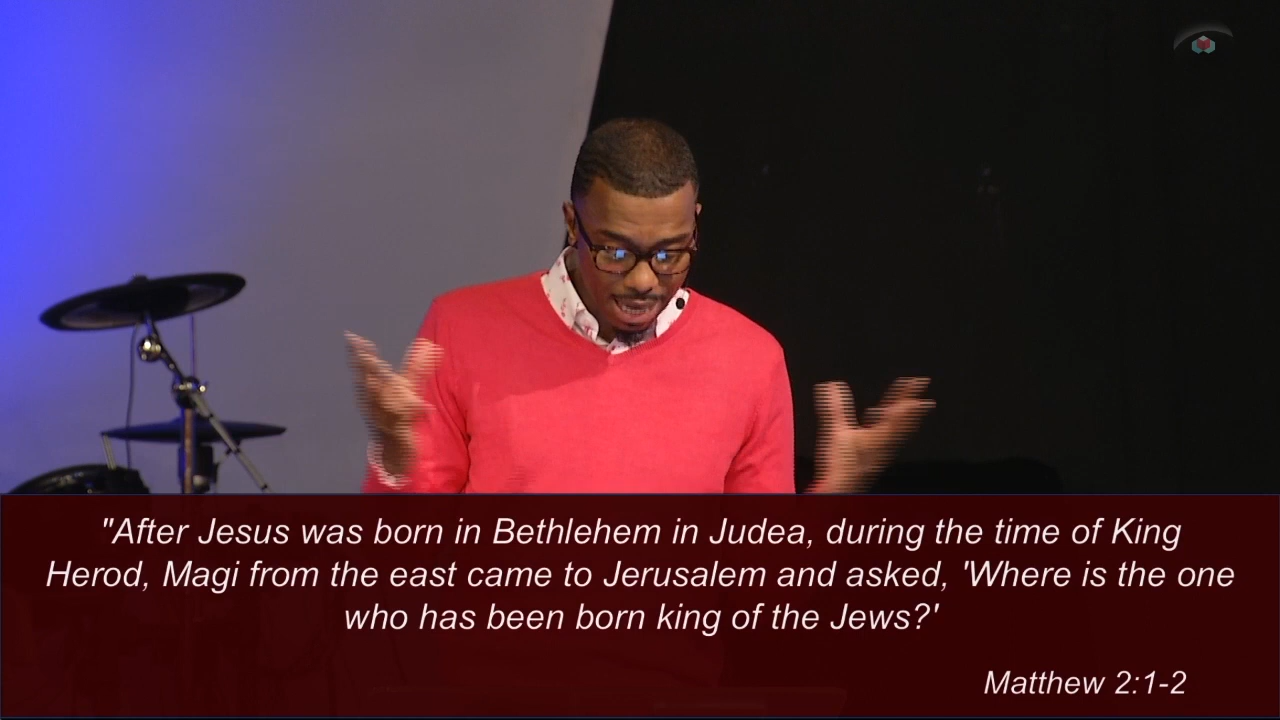 "After Jesus was born in Bethlehem in Judea, during the time of King
Herod, Magi from the east came to Jerusalem and asked, 'Where is the one
who has been born king of the Jews?'
Matthew 2:1-2